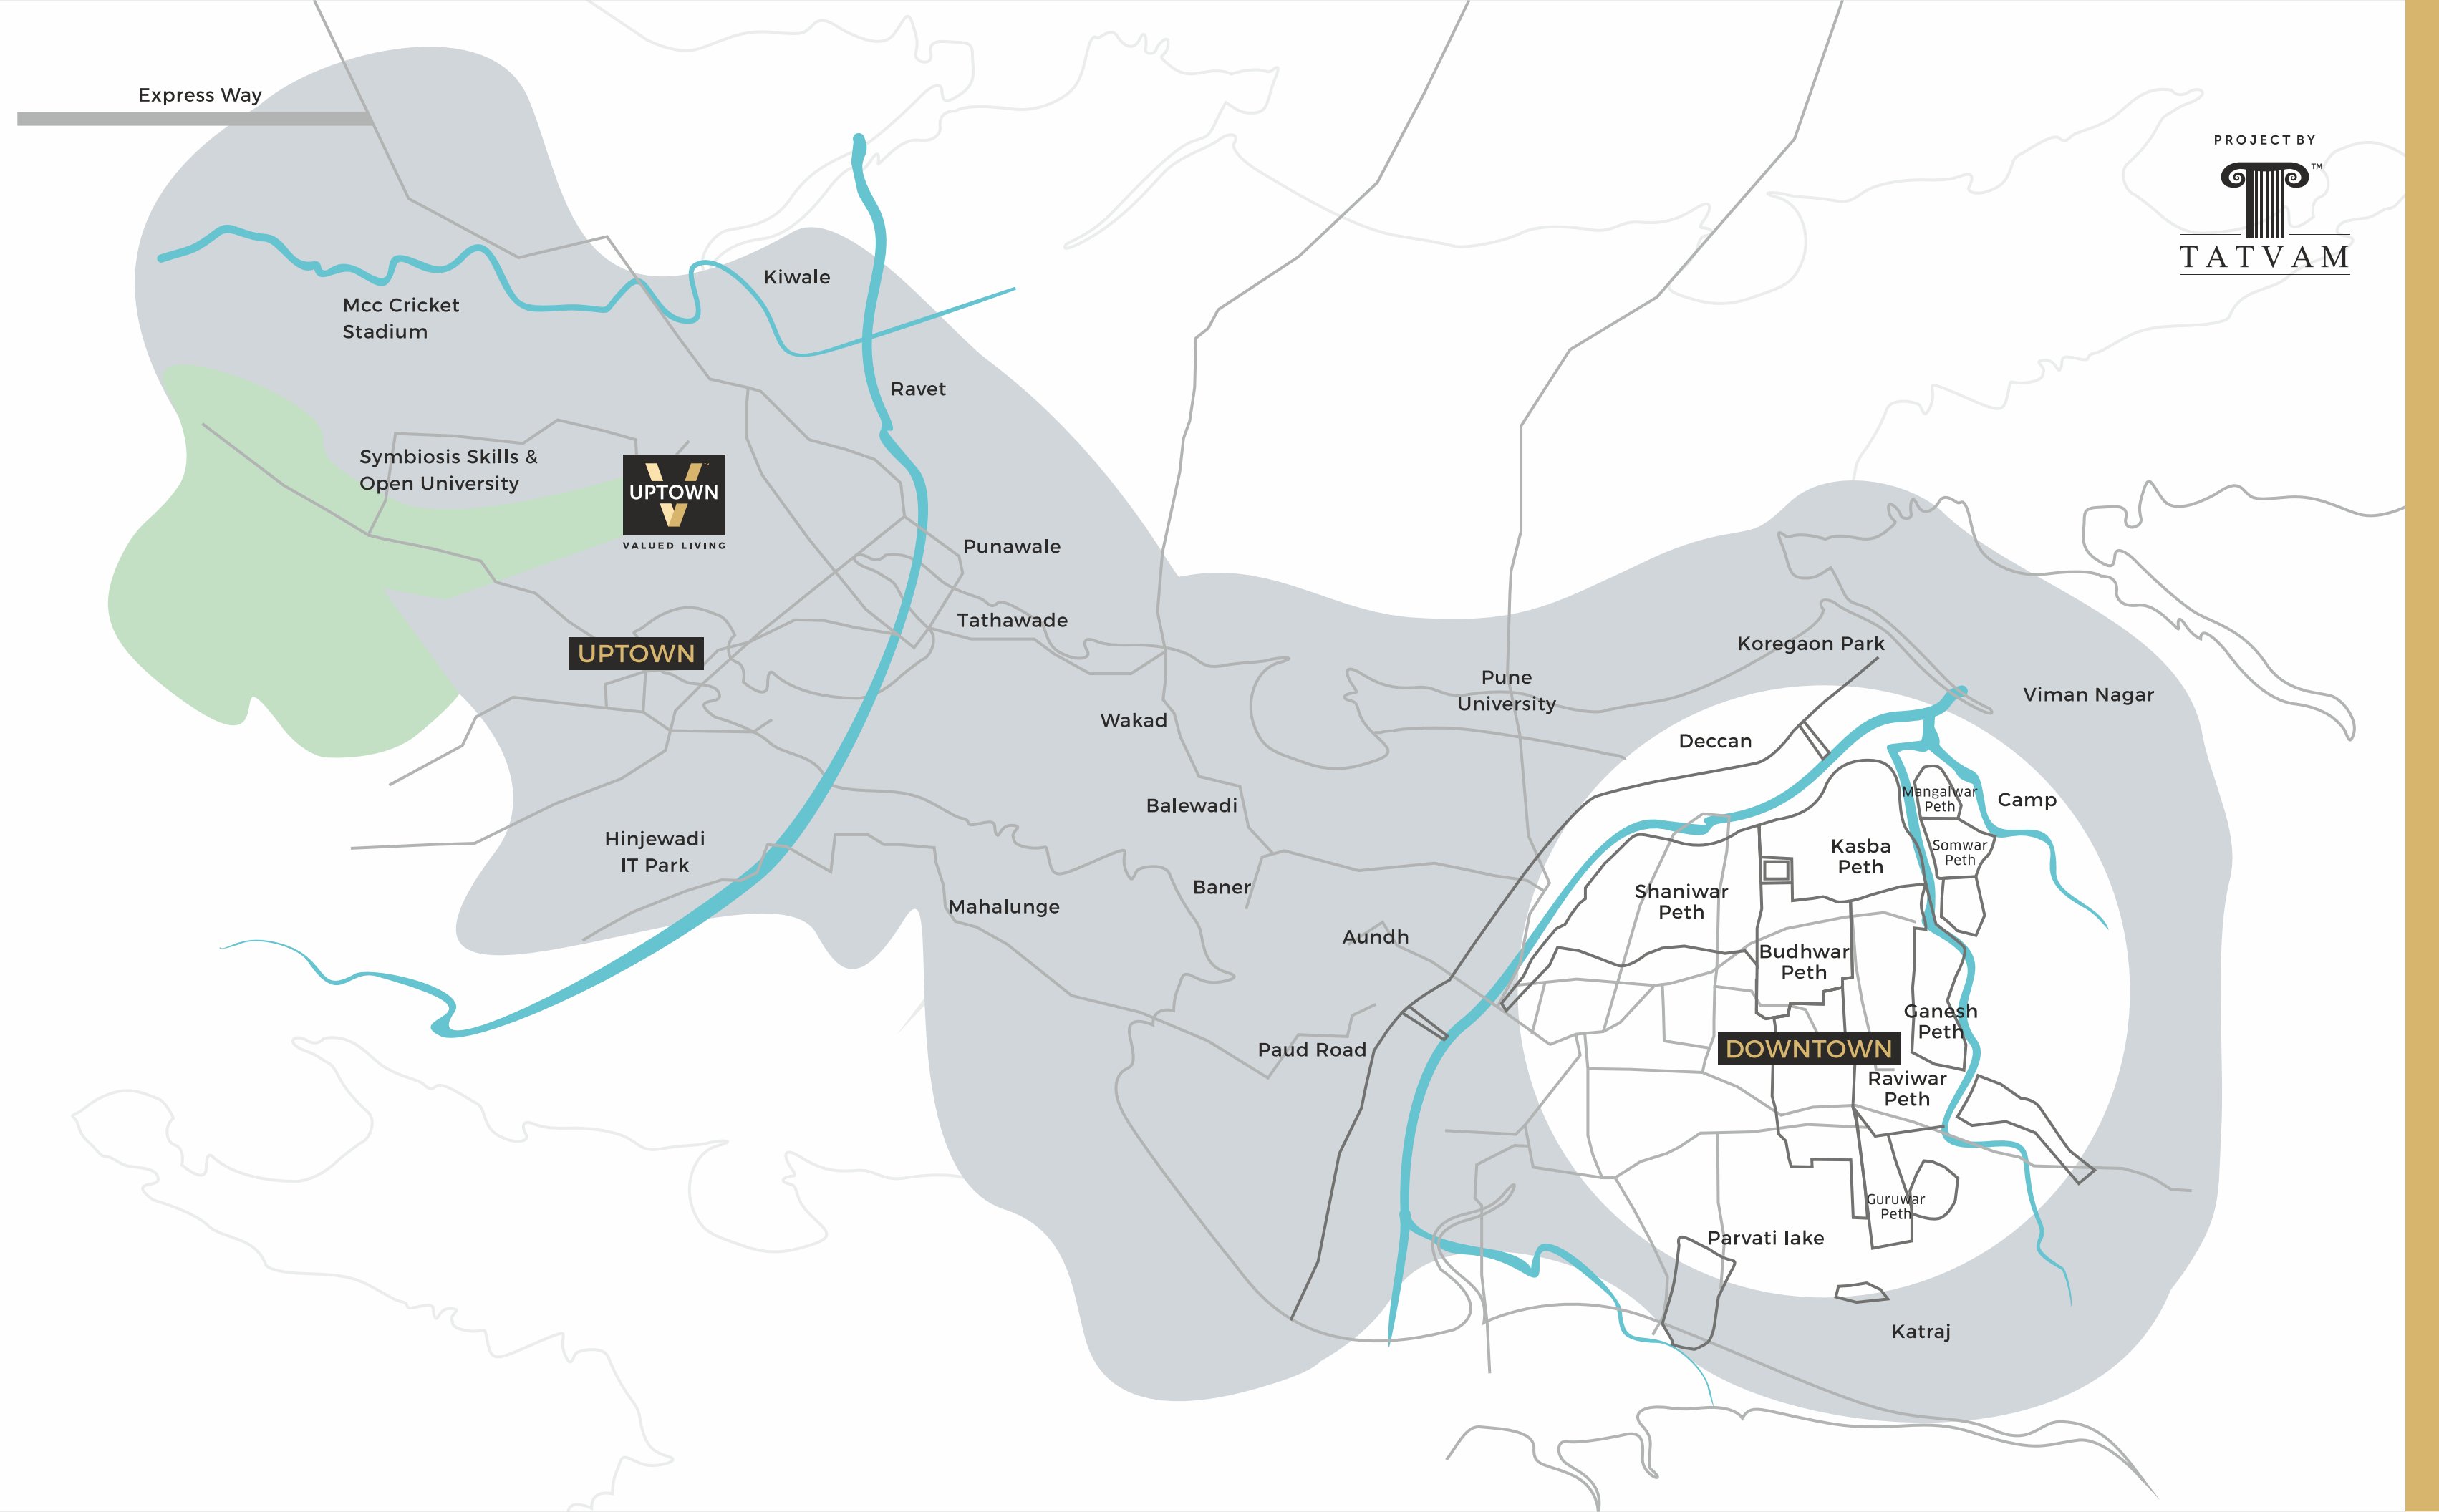 Express Way
PROJECT BY
TM
TATVAM
Kiwale
Mcc Cricket
Stadium
Ravet
Symbiosis Skills &
Open University
V
UPTOWN
V
VALUED LIVING
Punawale
Tathawade
UPTOWN
Koregaon Park
Pune
University
Viman Nagar
Wakad
Deccan
Mangalwar
Peth
Camp
Balewadi
Hinjewadi
IT Park
Kasba
Peth
Somwar
Peth
Baner
Shaniwar
Peth
Mahalunge
Aundh
Budhwar
Peth
Ganesh
Peth
Paud Road
DOWNTOWN
Raviwar
Peth
Guruwar
Peth
Parvati lake
Katraj